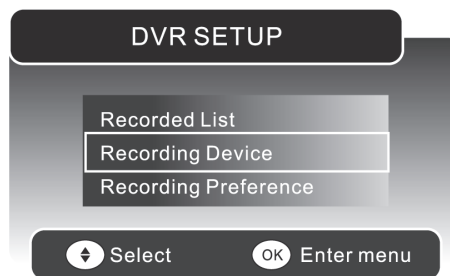 DVR SETUP
Recorded List
Recording Device
Recording Preference
Select OK Enter menu